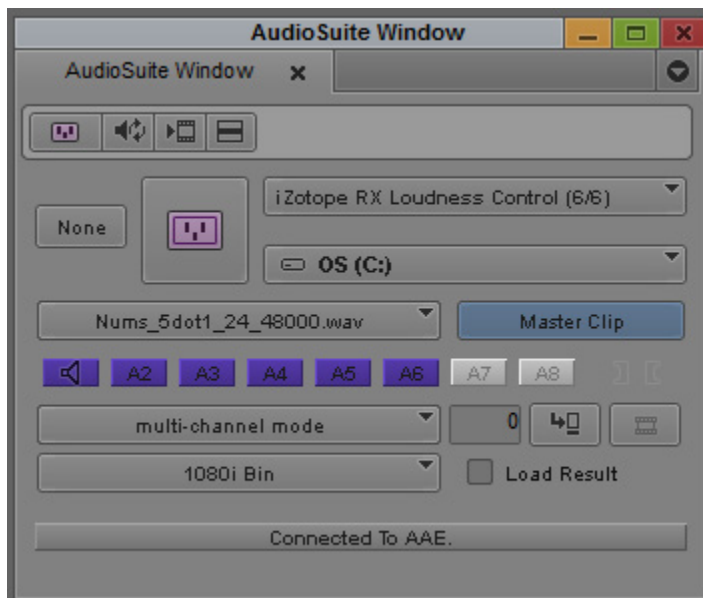 AudioSuite Window
AudioSuite Window
None
iZotope RX Loudness Control (6/6)
OS (C:)
Nums_5dot1_24_48000.wav Master Clip
A2 A3 A4 A5 A6 A7 A8
multi-channel mode 0
1080i Bin Load Result
Connected To AAE.